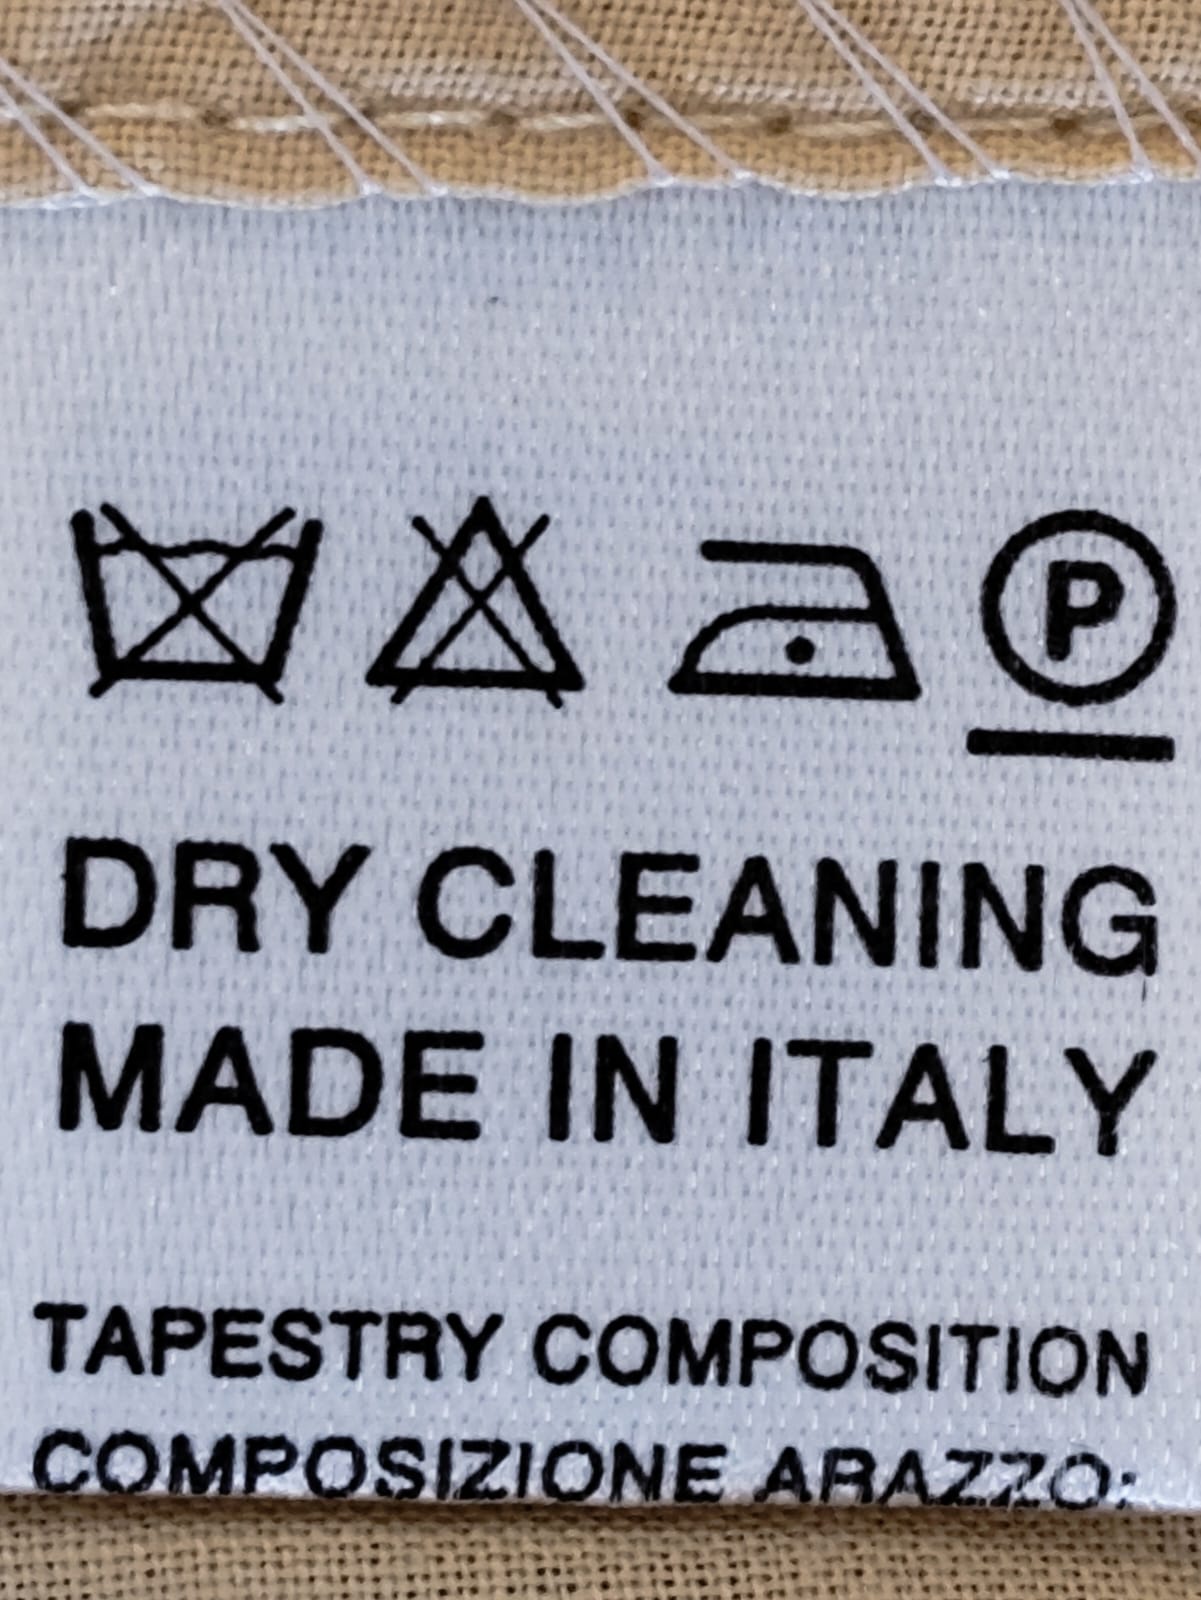 P
DRY CLEANING
MADE IN ITALY
TAPESTRY COMPOSITION
COMPOSIZIONE ARAZZO: